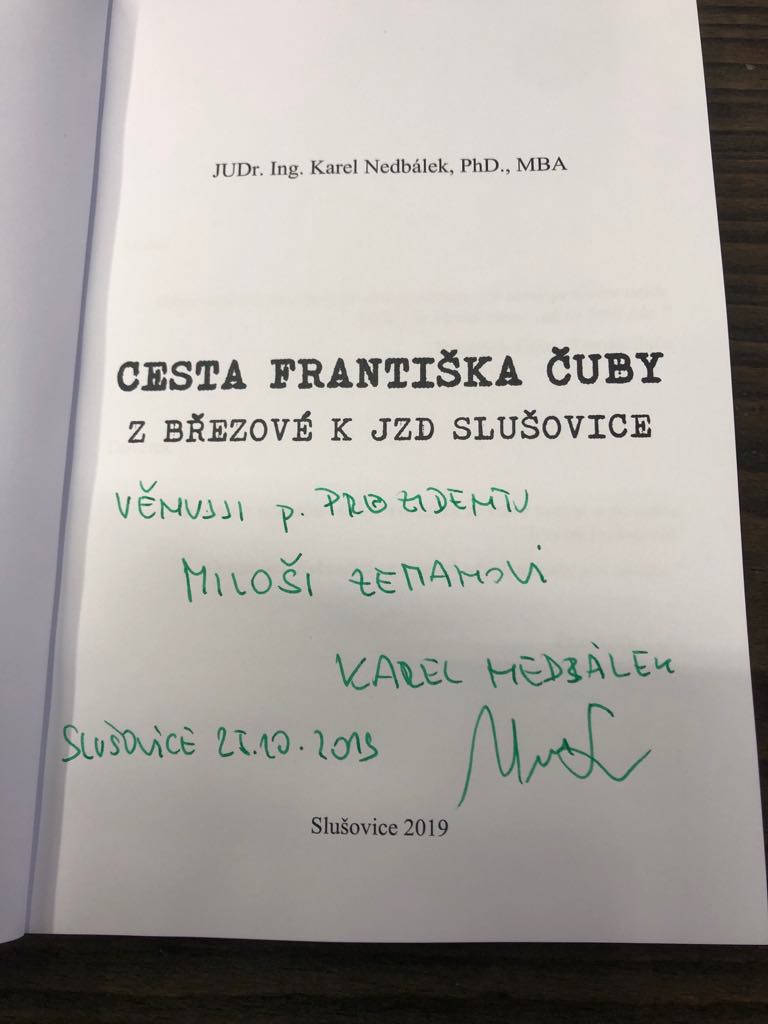 JUDr. Ing. Karel Nedbálek, PhD., MBA
CESTA FRANTIŠKA ČUBY
Z BŘEZOVÉ K JZD SLUŠOVICE
VĚNUJI p. PREZIDENTU
MILOŠI ZEMANOVI
KAREL NEDBÁLEK
SLUŠOVICE .10.2019
Slušovice 2019